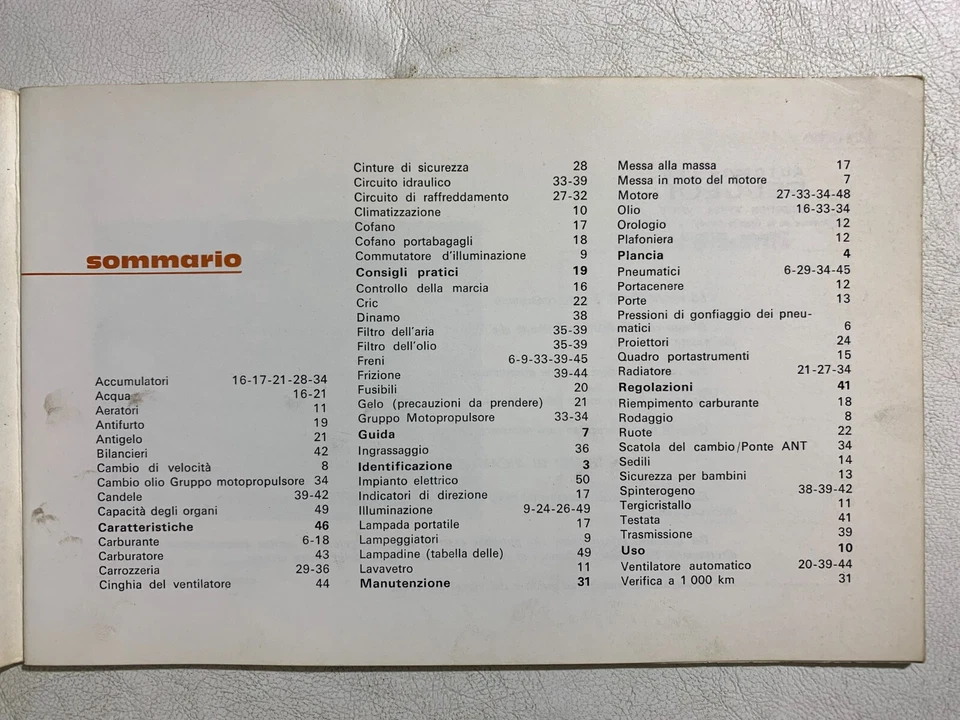 sommario
Accumulatori 16-17-21-28-34
Acqua 16-21
Aeratori 11
Antifurto 19
Antigelo 21
Bilancieri 42
Cambio di velocità 8
Cambio olio Gruppo motopropulsore 34
Candele 39-42
Capacità degli organi 49
Caratteristiche 46
Carburante 6-18
Carburatore 43
Carrozzeria 29-36
Cinghia del ventilatore 44
Cinture di sicurezza 28
Circuito idraulico 33-39
Circuito di raffreddamento 27-32
Climatizzazione 10
Cofano 17
Cofano portabagagli 18
Commutatore d'illuminazione 9
Consigli pratici 19
Controllo della marcia 16
Cric 22
Dinamo 38
Filtro dell'aria 35-39
Filtro dell'olio 35-39
Freni 6-9-33-39-45
Frizione 39-44
Fusibili 20
Gelo (precauzioni da prendere) 21
Gruppo Motopropulsore 33-34
Guida 7
Ingrassaggio 36
Identificazione 3
Impianto elettrico 50
Indicatori di direzione 17
Illuminazione 9-24-26-49
Lampada portatile 17
Lampeggiatori 9
Lampadine (tabella delle) 49
Lavavetro 11
Manutenzione 31
Messa alla massa 17
Messa in moto del motore 7
Motore 27-33-34-48
Olio 16-33-34
Orologio 12
Plafoniera 12
Plancia 4
Pneumatici 6-29-34-45
Portacenere 12
Porte 13
Pressioni di gonfiaggio dei pneu-
matici 6
Proiettori 24
Quadro portastrumenti 15
Radiatore 21-27-34
Regolazioni 41
Riempimento carburante 18
Rodaggio 8
Ruote 22
Scatola del cambio/Ponte ANT 34
Sedili 14
Sicurezza per bambini 13
Spinterogeno 38-39-42
Tergicristallo 11
Testata 41
Trasmissione 39
Uso 10
Ventilatore automatico 20-39-44
Verifica a 1 000 km 31